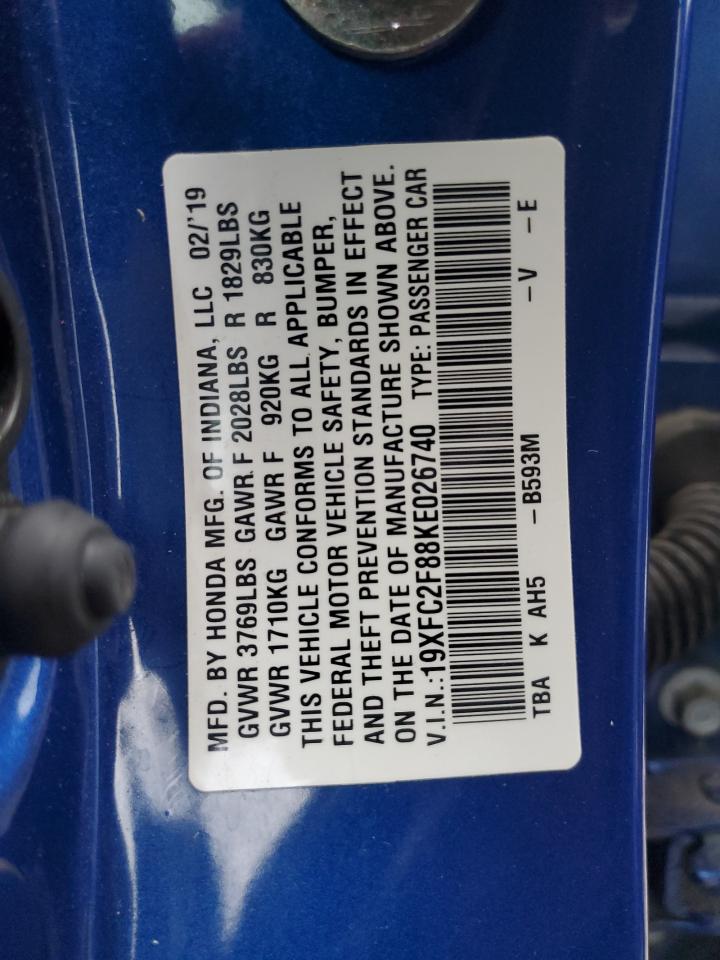 MFD. BY HONDA MFG. OF INDIANA, LLC 02/'19
GVWR 3769LBS GAWR F 2028LBS R 1829LBS
GVWR 1710KG GAWR F 920KG R 830KG
THIS VEHICLE CONFORMS TO ALL APPLICABLE
FEDERAL MOTOR VEHICLE SAFETY, BUMPER,
AND THEFT PREVENTION STANDARDS IN EFFECT
ON THE DATE OF MANUFACTURE SHOWN ABOVE.
V.I.N.:19XFC2F88KE026740 TYPE: PASSENGER CAR
TBA K AH5 -B593M -V -E